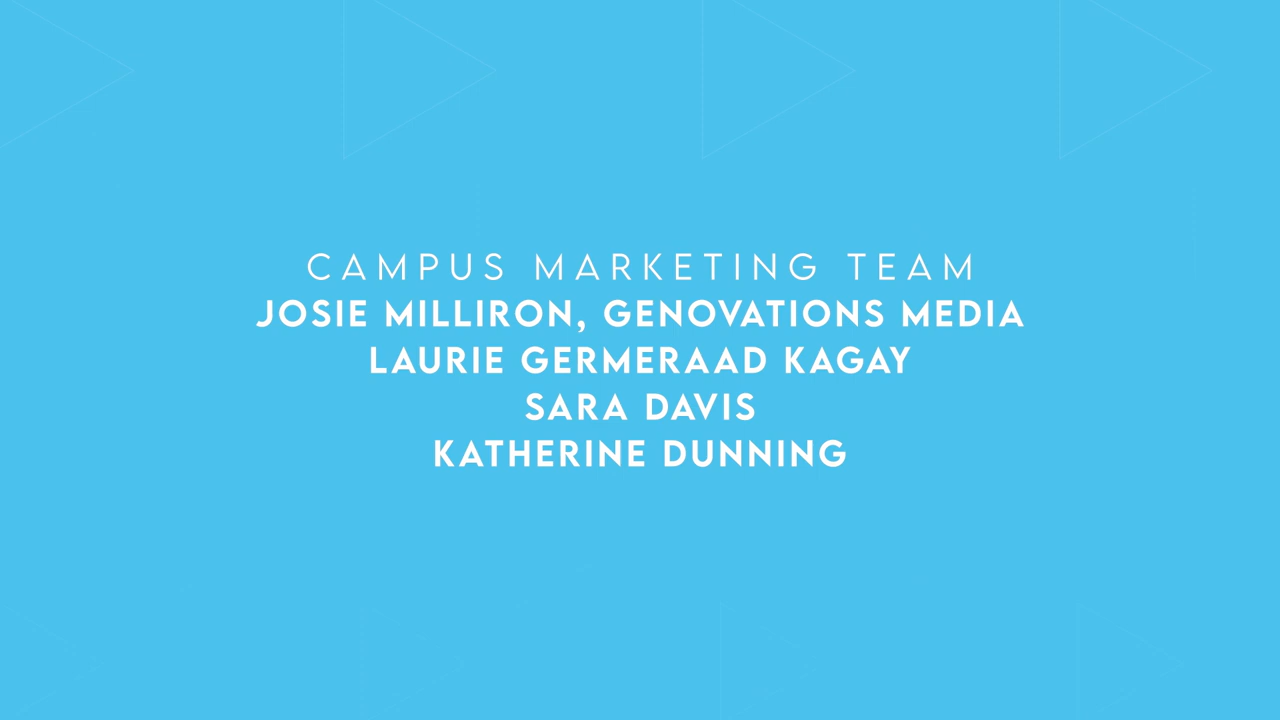 CAMPUS MARKETING TEAM
JOSIE MILLIRON, GENOVATIONS MEDIA
LAURIE GERMERAAD KAGAY
SARA DAVIS
KATHERINE DUNNING